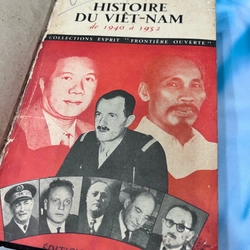 HISTOIRE
DU VIÊT-NAM
de 1940 à 1952
COLLECTIONS ESPRIT "FRONTIÈRE OUVERTE"